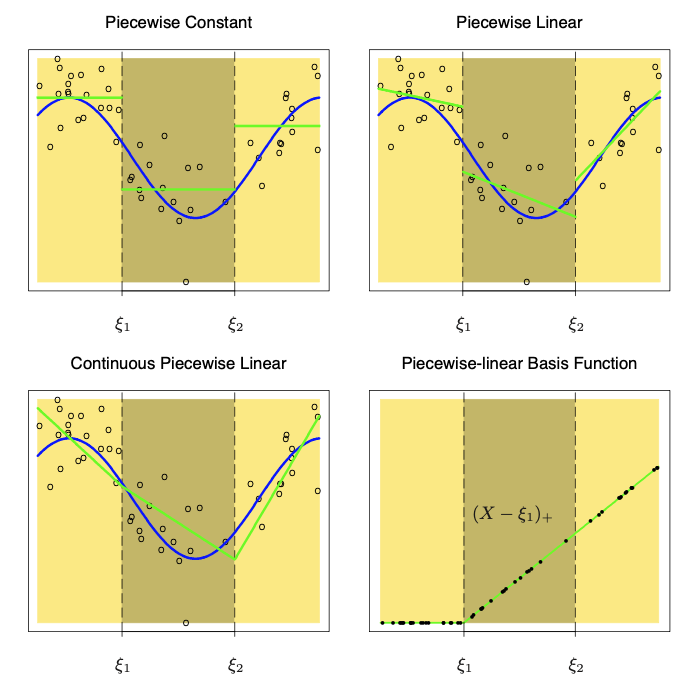 Piecewise Constant
Piecewise Linear
ξ₁ ξ₂
ξ₁ ξ₂
Continuous Piecewise Linear
Piecewise-linear Basis Function
(X − ξ₁)₊
ξ₁ ξ₂
ξ₁ ξ₂